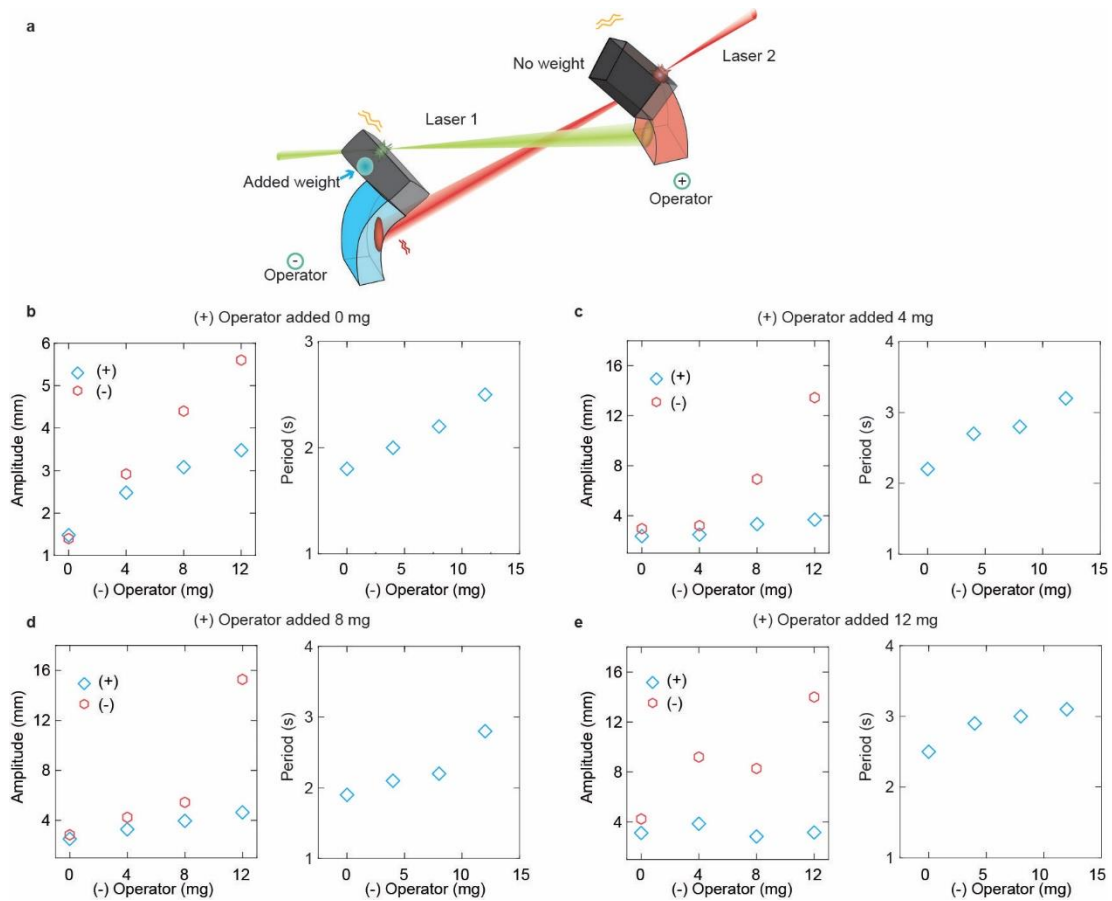 a
No weight
Laser 2
Laser 1
Added weight
+
Operator
-
Operator
b
(+) Operator added 0 mg
6
5
4
3
2
1
Amplitude (mm)
(+)
(-)
0 4 8 12
(-) Operator (mg)
3
2
1
Period (s)
0 5 10 15
(-) Operator (mg)
c
(+) Operator added 4 mg
16
12
8
4
Amplitude (mm)
(+)
(-)
0 4 8 12
(-) Operator (mg)
4
3
2
1
Period (s)
0 5 10 15
(-) Operator (mg)
d
(+) Operator added 8 mg
16
12
8
4
Amplitude (mm)
(+)
(-)
0 4 8 12
(-) Operator (mg)
4
3
2
1
Period (s)
0 5 10 15
(-) Operator (mg)
e
(+) Operator added 12 mg
16
12
8
4
Amplitude (mm)
(+)
(-)
0 4 8 12
(-) Operator (mg)
4
3
2
1
Period (s)
0 5 10 15
(-) Operator (mg)